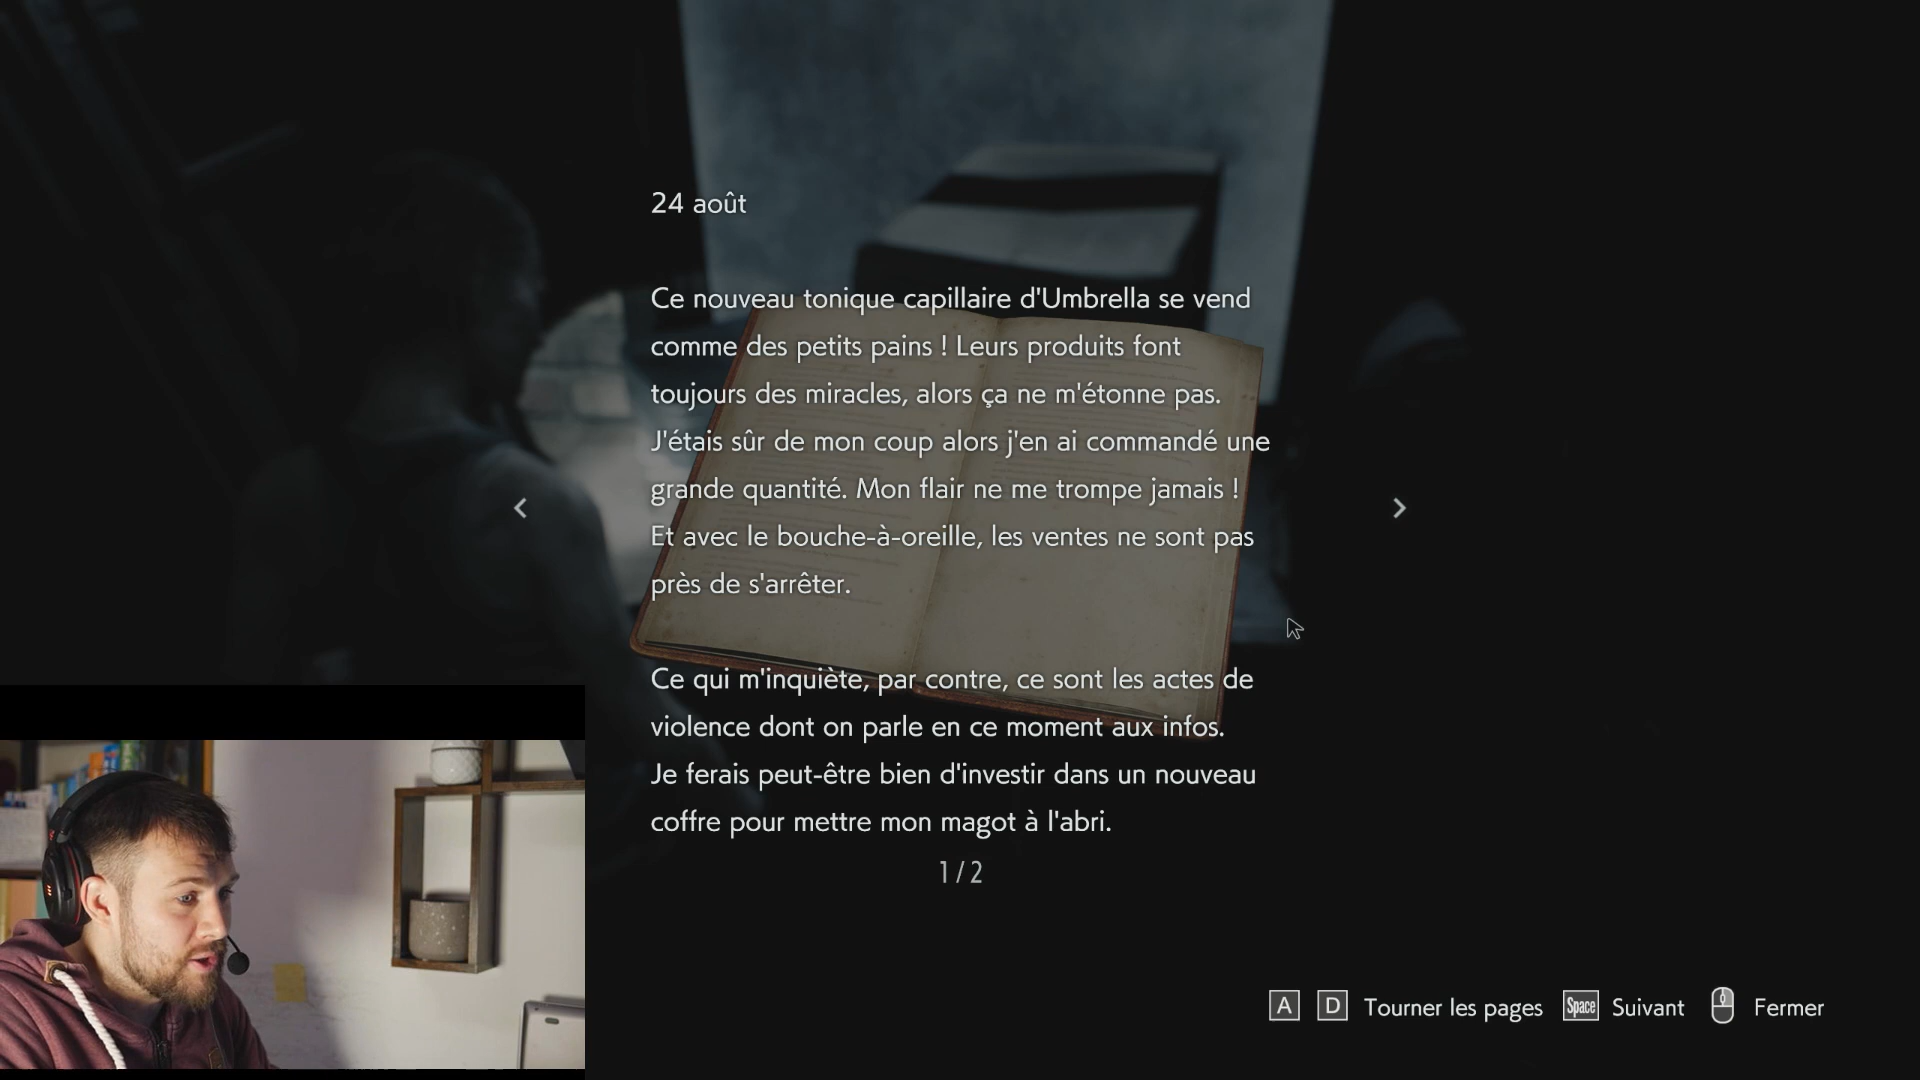 24 août
Ce nouveau tonique capillaire d'Umbrella se vend
comme des petits pains ! Leurs produits font
toujours des miracles, alors ça ne m'étonne pas.
J'étais sûr de mon coup alors j'en ai commandé une
grande quantité. Mon flair ne me trompe jamais !
Et avec le bouche-à-oreille, les ventes ne sont pas
près de s'arrêter.
Ce qui m'inquiète, par contre, ce sont les actes de
violence dont on parle en ce moment aux infos.
Je ferais peut-être bien d'investir dans un nouveau
coffre pour mettre mon magot à l'abri.
1 / 2
A D Tourner les pages Space Suivant Fermer